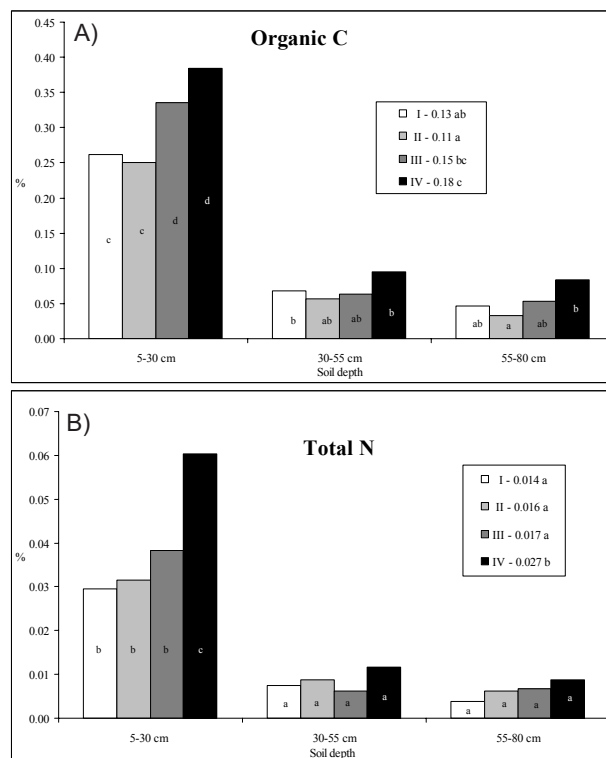 A)
Organic C
0.45
0.40
0.35
0.30
0.25
0.20
0.15
0.10
0.05
0.00
%
I - 0.13 ab
II - 0.11 a
III - 0.15 bc
IV - 0.18 c
c c d d
b ab ab b
ab a ab b
5-30 cm 30-55 cm 55-80 cm
Soil depth
B)
Total N
0.07
0.06
0.05
0.04
0.03
0.02
0.01
0.00
%
I - 0.014 a
II - 0.016 a
III - 0.017 a
IV - 0.027 b
b b b c
a a a a
a a a a
5-30 cm 30-55 cm 55-80 cm
Soil depth